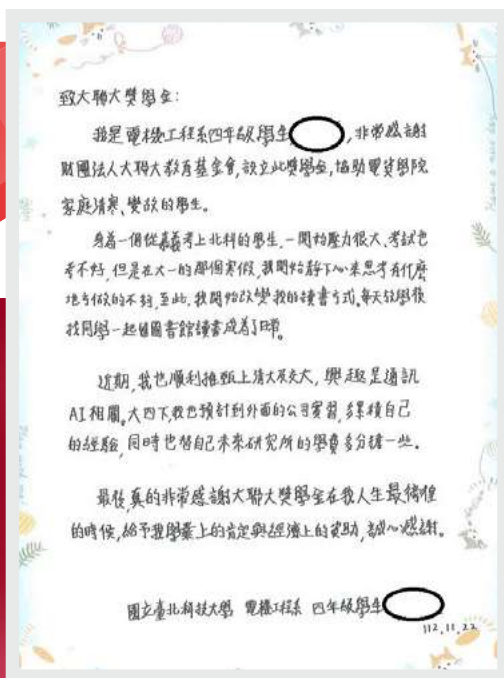 致大聯大獎學金:
我是電機工程系四年級學生 ,非常感謝
財團法人大聯大教育基金會,設立此獎學金,協助電資學院
家庭清寒、變故的學生。
身為一個從嘉義考上北科的學生,一開始壓力很大、考試也
考不好,但是在大一的那個寒假,我開始靜下心來思考有什麼
地方做的不夠,至此,我開始改變我的讀書方式,每天放學後
找同學一起留圖書館讀書成為日常。
近期,我也順利推甄上清大及交大,興趣是通訊
AI相關,大四下我也預計到外面的公司實習,多累積自己
的經驗,同時也替自己未來研究所的學費多分擔一些。
最後,真的非常感謝大聯大獎學金在我人生最徬徨
的時候,給予我學業上的肯定與經濟上的資助,誠心感謝。
國立臺北科技大學 電機工程系 四年級學生
112.11.22